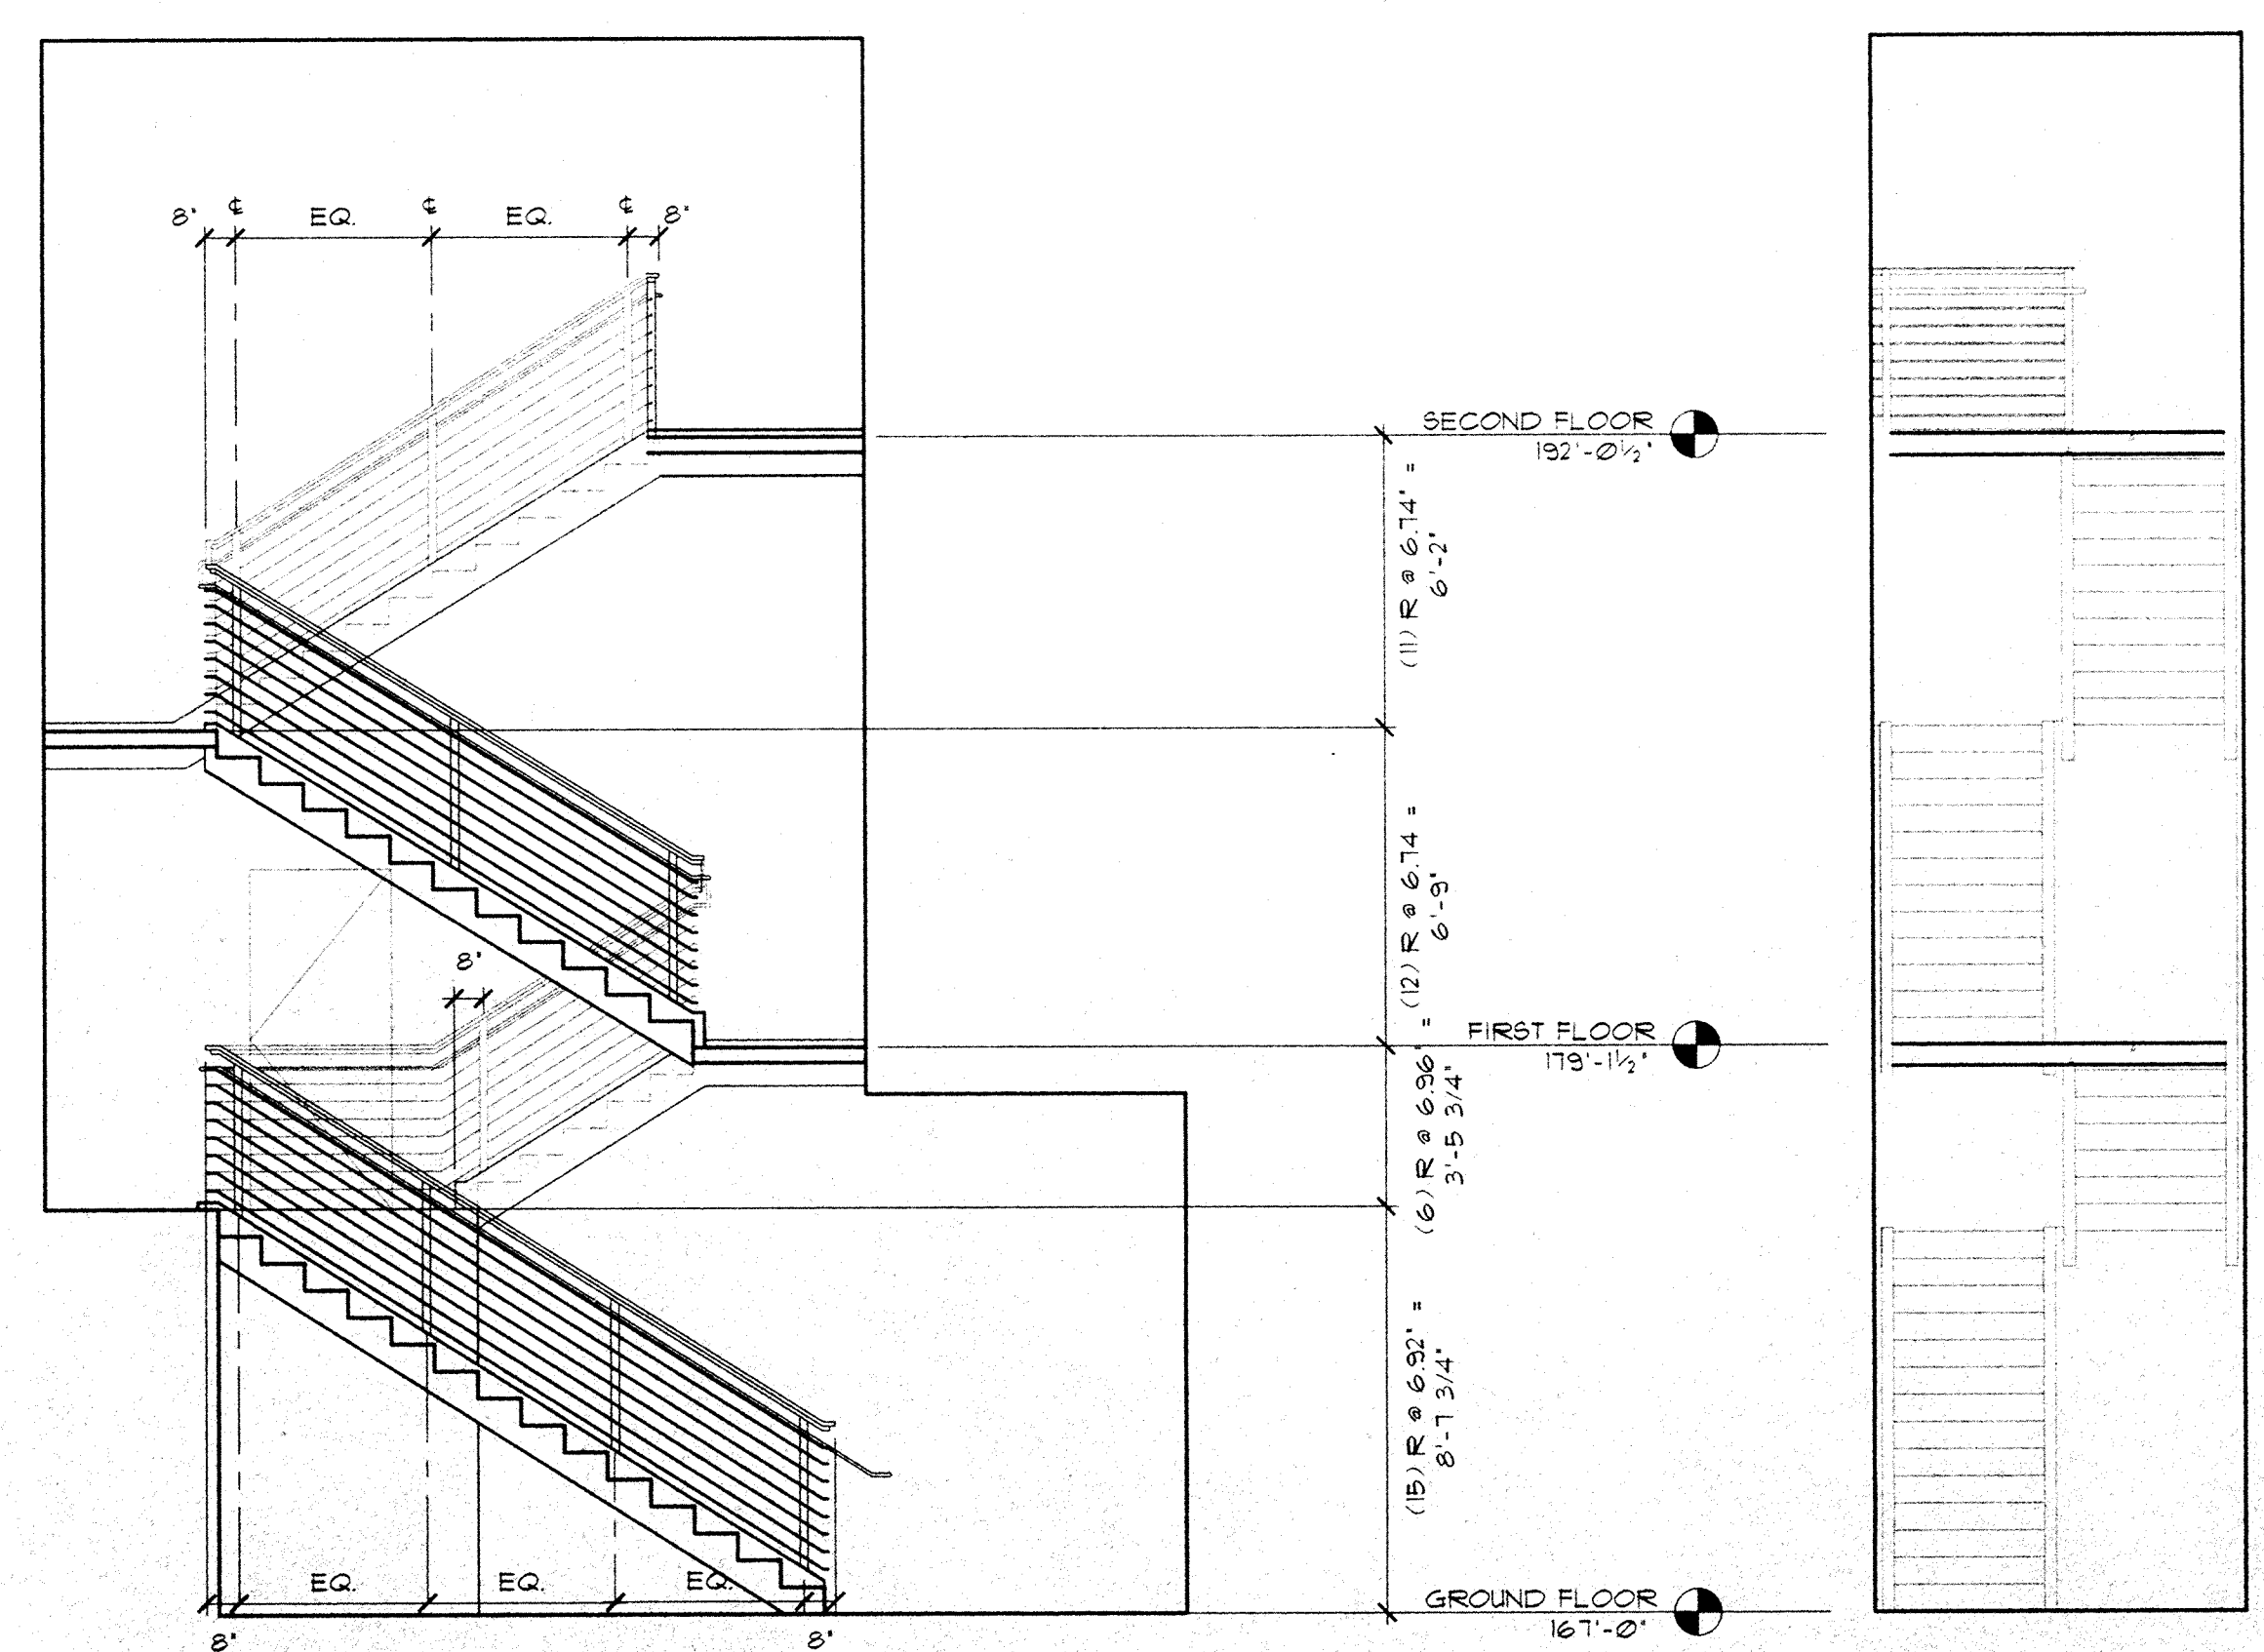 8" ℄ EQ. ℄ EQ. ℄ 8"
SECOND FLOOR
192'-0½"
(11) R @ 6.74" =
6'-2"
(12) R @ 6.74 =
6'-9"
8"
FIRST FLOOR
179'-1½"
(6) R @ 6.96" =
3'-5 3/4"
(15) R @ 6.92" =
8'-7 3/4"
EQ. EQ. EQ.
GROUND FLOOR
167'-0"
8" 8"